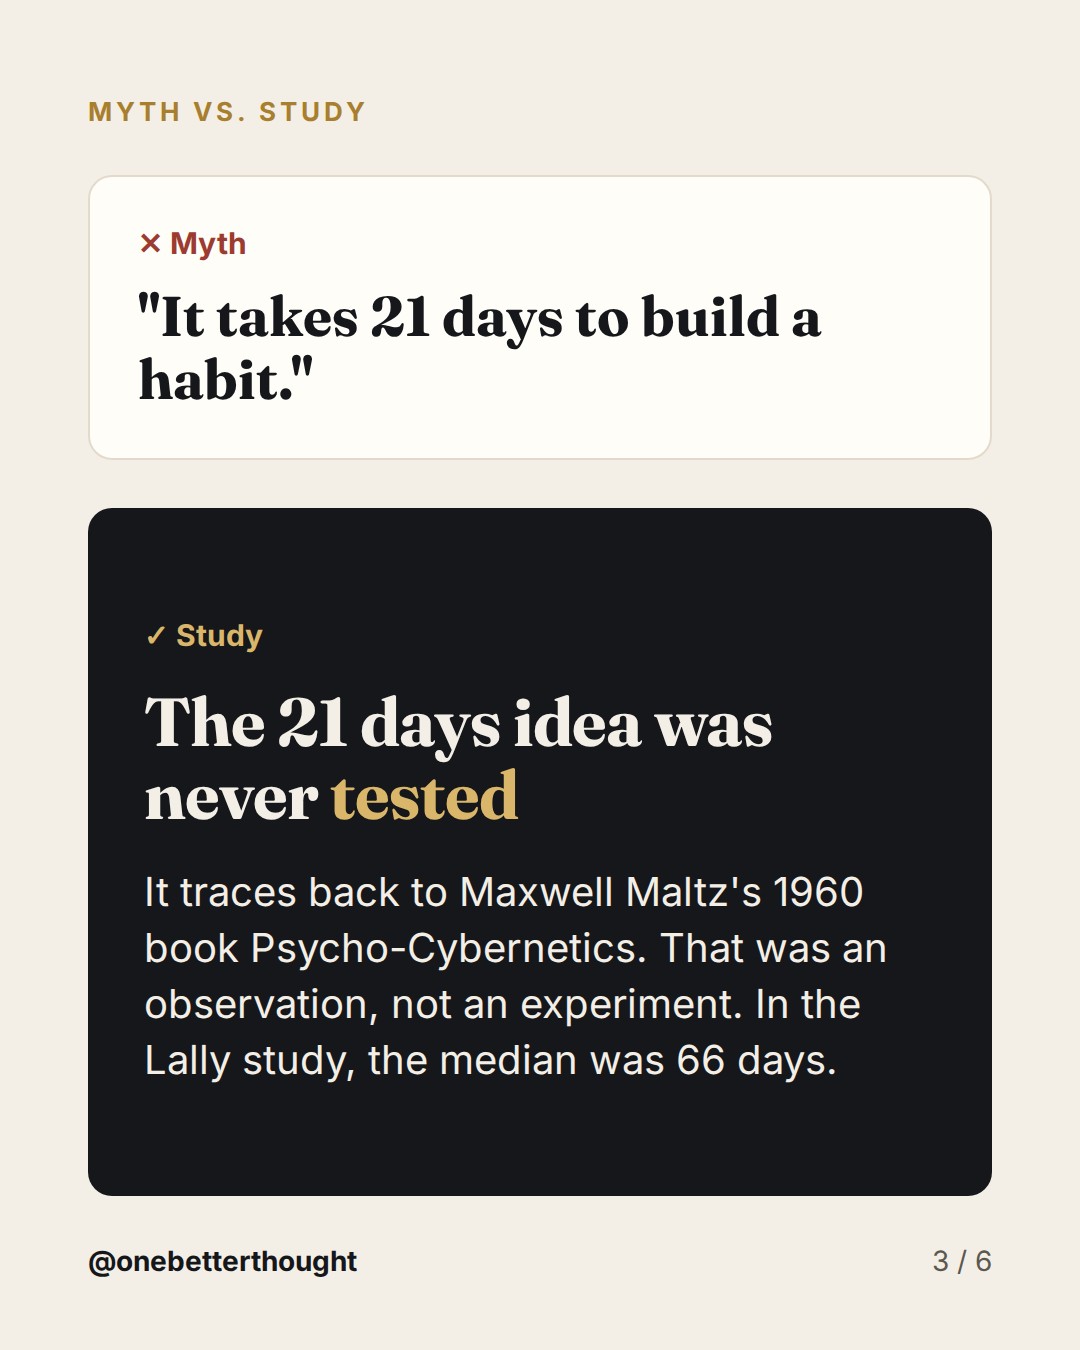 MYTH VS. STUDY
✕ Myth
"It takes 21 days to build a
habit."
✓ Study
The 21 days idea was
never tested
It traces back to Maxwell Maltz's 1960
book Psycho-Cybernetics. That was an
observation, not an experiment. In the
Lally study, the median was 66 days.
@onebetterthought
3 / 6